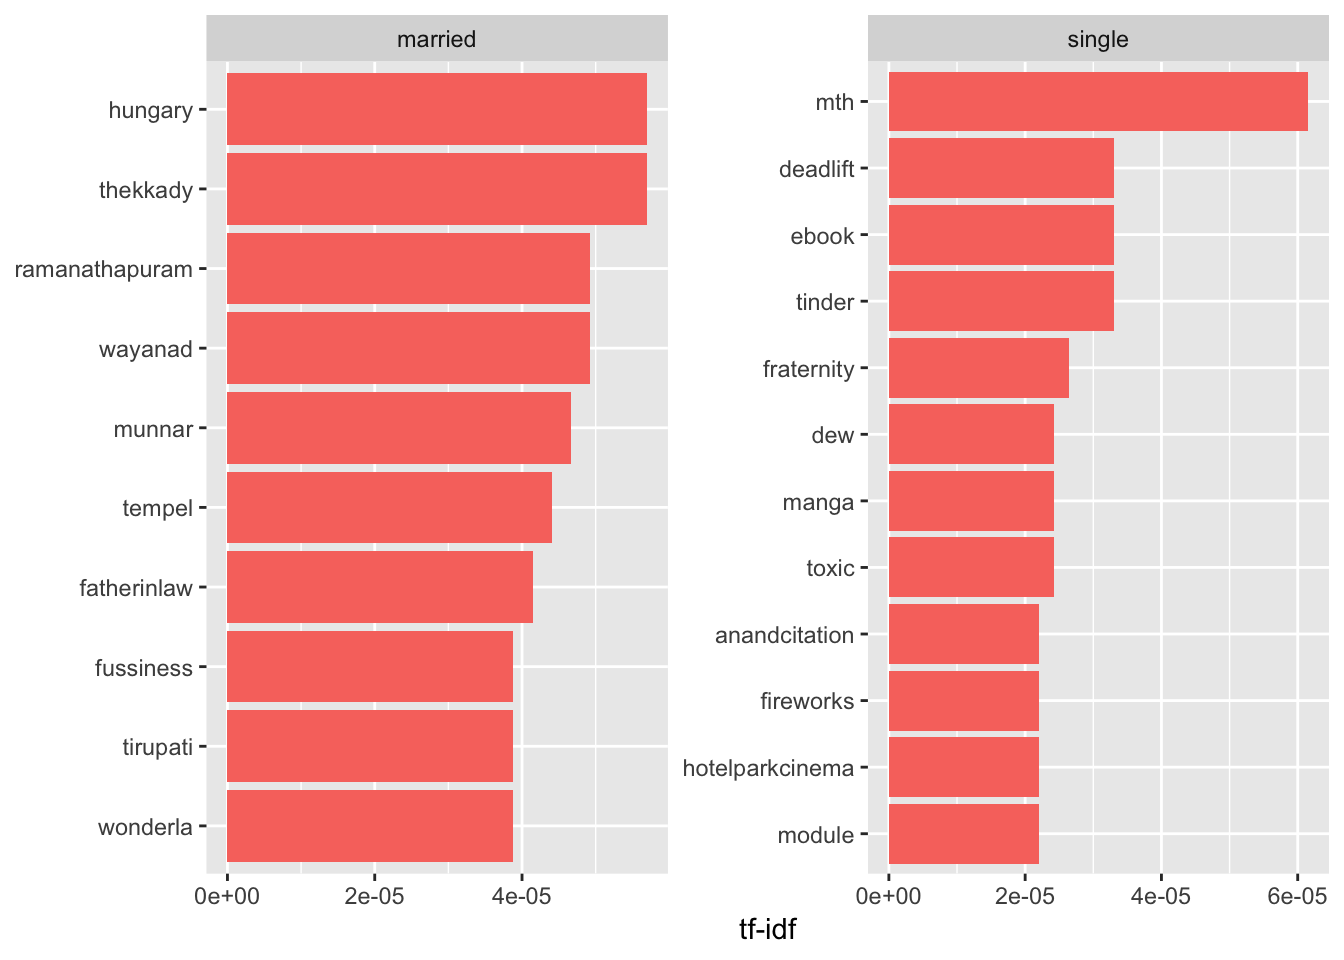 married
hungary
thekkady
ramanathapuram
wayanad
munnar
tempel
fatherinlaw
fussiness
tirupati
wonderla
0e+00 2e-05 4e-05
single
mth
deadlift
ebook
tinder
fraternity
dew
manga
toxic
anandcitation
fireworks
hotelparkcinema
module
0e+00 2e-05 4e-05 6e-05
tf-idf